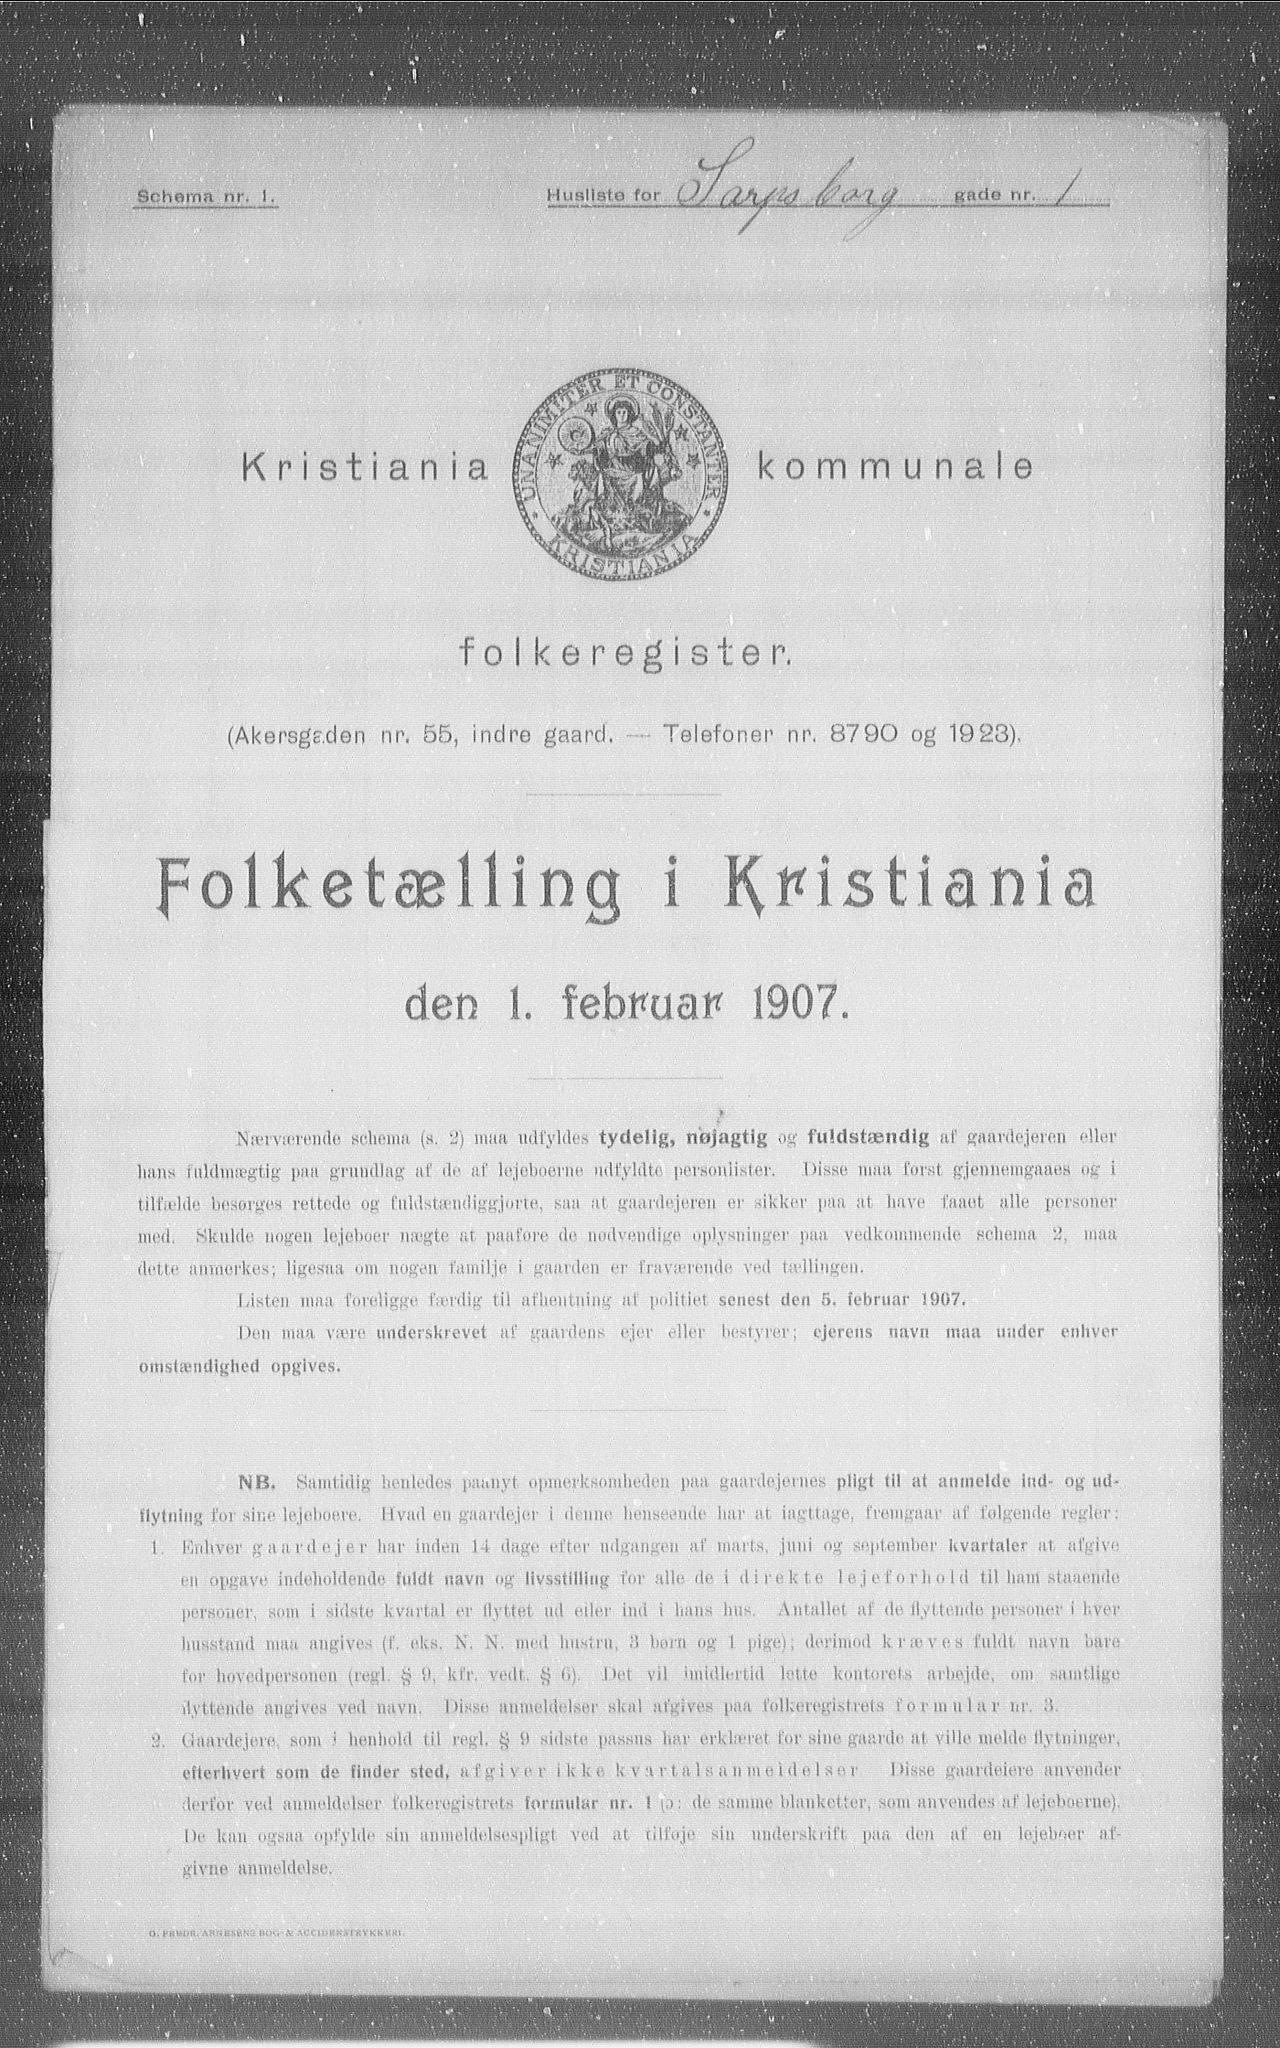 Schema nr. 1.
Husliste for Sarpsborg gade nr. 1
UNANIMITER ET CONSTANTER
KRISTIANIA
Kristiania kommunale
folkeregister.
(Akersgaden nr. 55, indre gaard. — Telefoner nr. 8790 og 1923).
Folketælling i Kristiania
den 1. februar 1907.
Nærværende schema (s. 2) maa udfyldes tydelig, nøjagtig og fuldstændig af gaardejeren eller
hans fuldmægtig paa grundlag af de af lejeboerne udfyldte personlister. Disse maa først gjennemgaaes og i
tilfælde besørges rettede og fuldstændiggjorte, saa at gaardejeren er sikker paa at have faaet alle personer
med. Skulde nogen lejeboer nægte at paaføre de nødvendige oplysninger paa vedkommende schema 2, maa
dette anmerkes; ligesaa om nogen familje i gaarden er fraværende ved tællingen.
Listen maa foreligge færdig til afhentning af politiet senest den 5. februar 1907.
Den maa være underskrevet af gaardens ejer eller bestyrer; ejerens navn maa under enhver
omstændighed opgives.
NB. Samtidig henledes paanyt opmerksomheden paa gaardejernes pligt til at anmelde ind- og ud-
flytning for sine lejeboere. Hvad en gaardejer i denne henseende har at iagttage, fremgaar af følgende regler:
1. Enhver gaardejer har inden 14 dage efter udgangen af marts, juni og september kvartaler at afgive
en opgave indeholdende fuldt navn og livsstilling for alle de i direkte lejeforhold til ham staaende
personer, som i sidste kvartal er flyttet ud eller ind i hans hus. Antallet af de flyttende personer i hver
husstand maa angives (f. eks. N. N. med hustru, 3 børn og 1 pige); derimod kræves fuldt navn bare
for hovedpersonen (regl. § 9, kfr. vedt. § 6). Det vil imidlertid lette kontorets arbejde, om samtlige
flyttende angives ved navn. Disse anmeldelser skal afgives paa folkeregistrets formular nr. 3.
2. Gaardejere, som i henhold til regl. § 9 sidste passus har erklæret for sine gaarde at ville melde flytninger,
efterhvert som de finder sted, afgiver ikke kvartalsanmeldelser. Disse gaardeiere anvender
derfor ved anmeldelser folkeregistrets formular nr. 1 (ɔ: de samme blanketter, som anvendes af lejeboerne).
De kan ogsaa opfylde sin anmeldelsespligt ved at tilføje sin underskrift paa den af en lejeboer af-
givne anmeldelse.
O. FREDR. ARNESENS BOG- & ACCIDENSTRYKKERI.